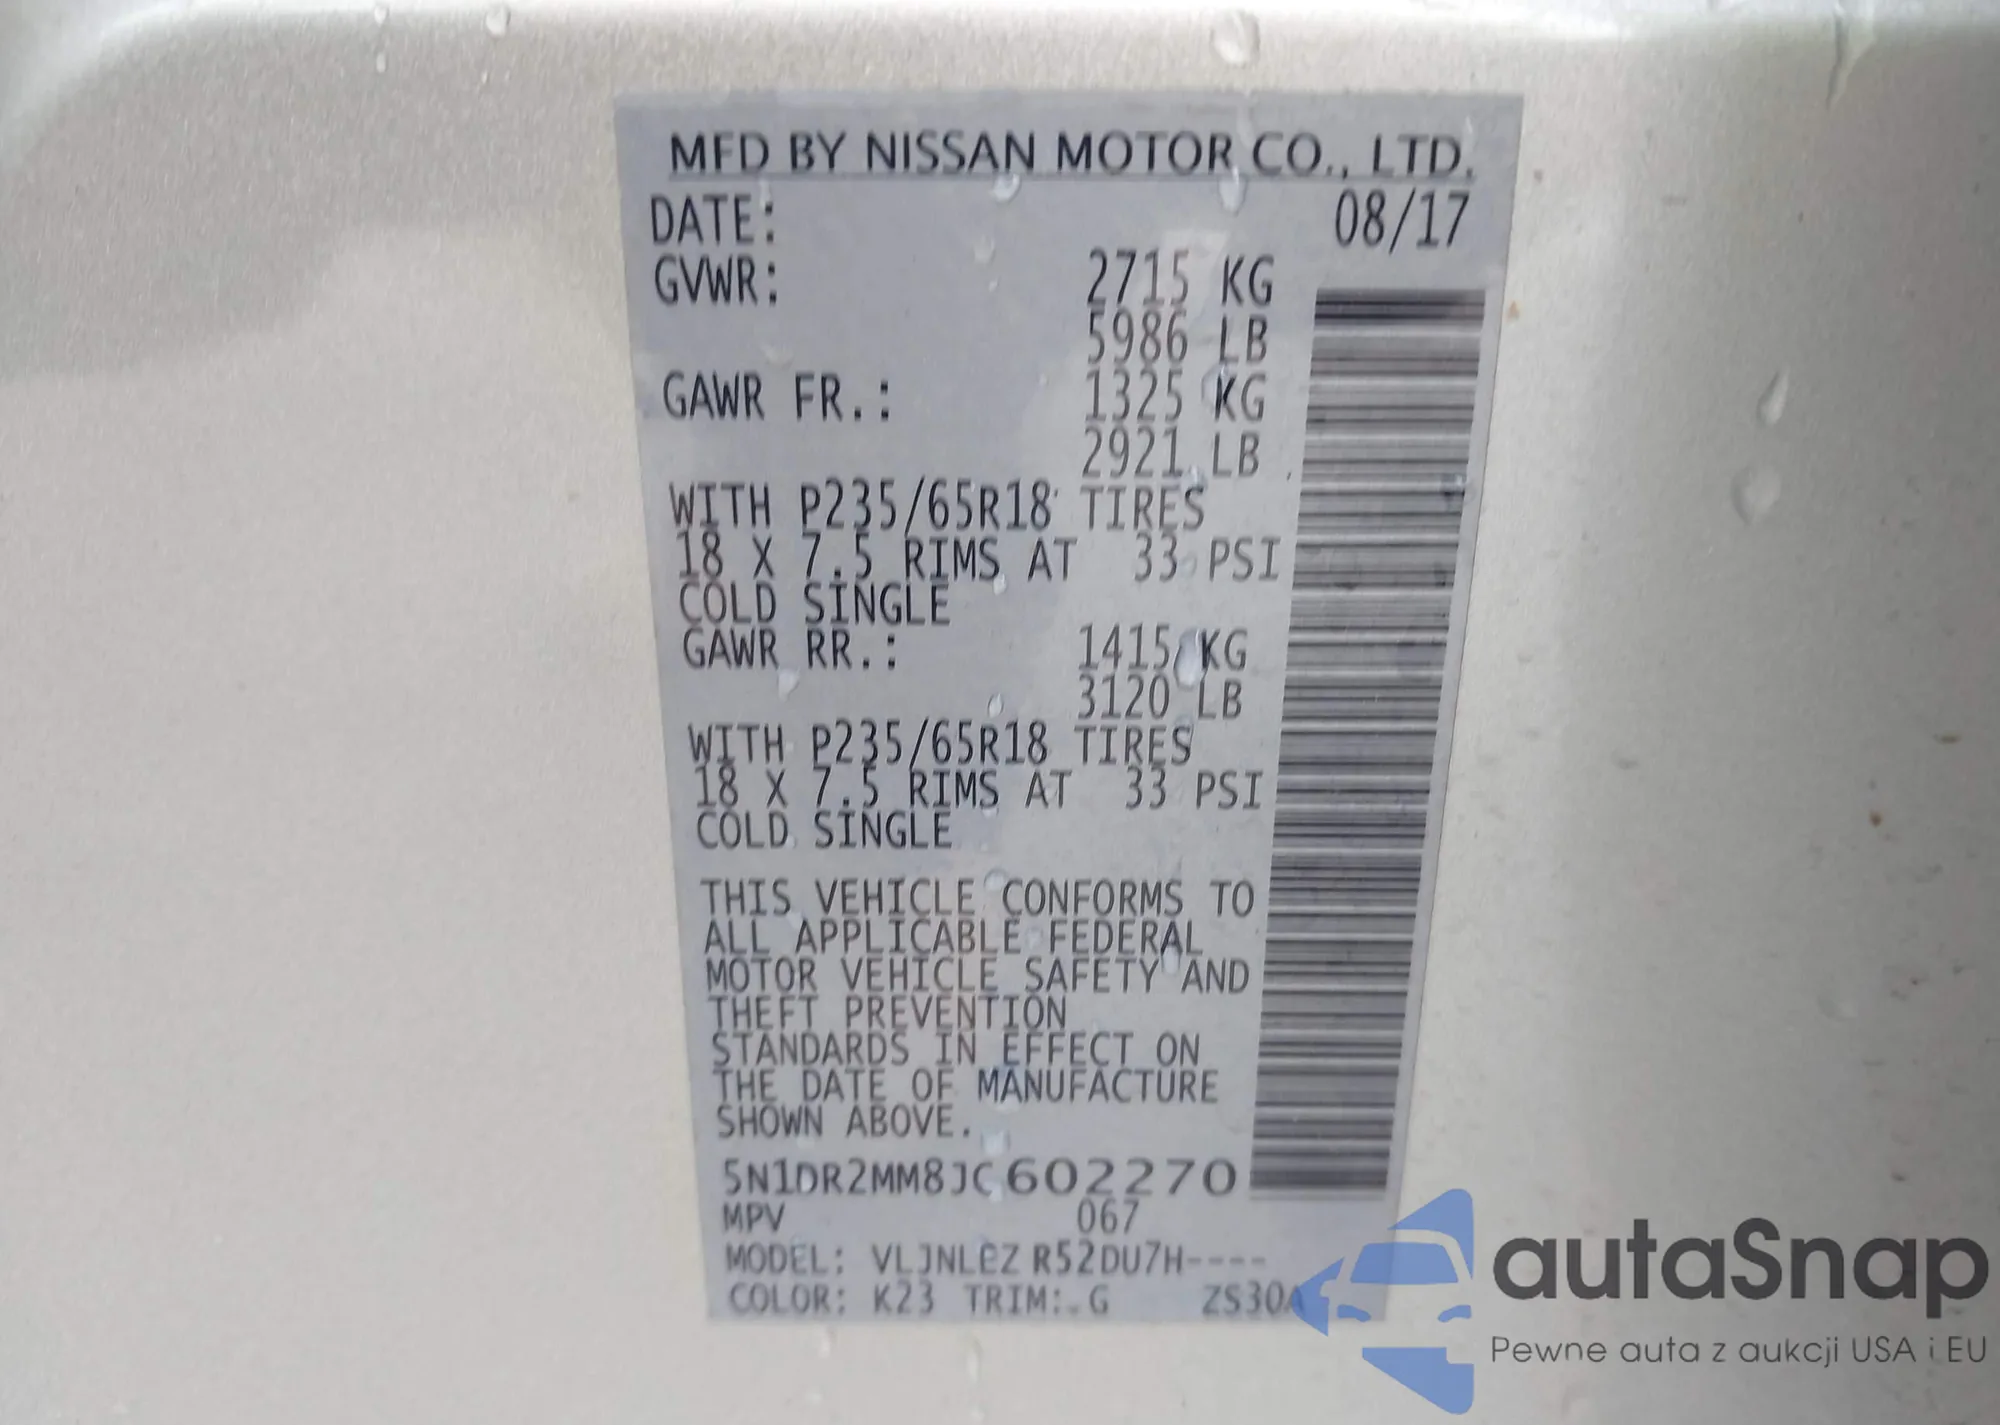 MFD BY NISSAN MOTOR CO., LTD.
DATE: 08/17
GVWR: 2715 KG
5986 LB
GAWR FR.: 1325 KG
2921 LB
WITH P235/65R18 TIRES
18 X 7.5 RIMS AT 33 PSI
COLD SINGLE
GAWR RR.: 1415 KG
3120 LB
WITH P235/65R18 TIRES
18 X 7.5 RIMS AT 33 PSI
COLD SINGLE
THIS VEHICLE CONFORMS TO
ALL APPLICABLE FEDERAL
MOTOR VEHICLE SAFETY AND
THEFT PREVENTION
STANDARDS IN EFFECT ON
THE DATE OF MANUFACTURE
SHOWN ABOVE.
5N1DR2MM8JC602270
MPV 067
MODEL: VLJNLEZ R52DU7H----
COLOR: K23 TRIM: G ZS30A
autaSnap
Pewne auta z aukcji USA i EU